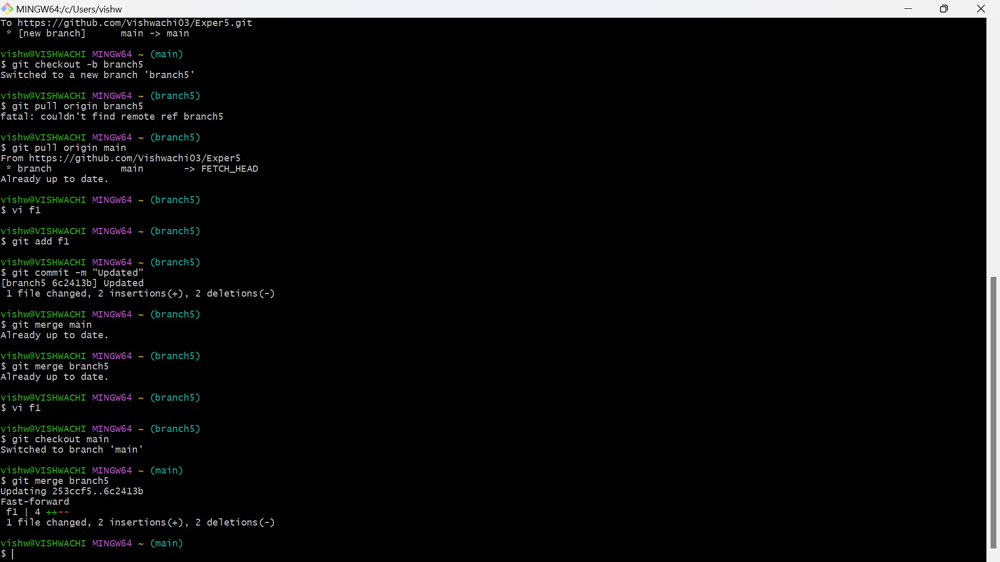 MINGW64:/c/Users/vishw
To https://github.com/Vishwachi03/Exper5.git
 * [new branch]      main -> main
vishw@VISHWACHI MINGW64 ~ (main)
$ git checkout -b branch5
Switched to a new branch 'branch5'
vishw@VISHWACHI MINGW64 ~ (branch5)
$ git pull origin branch5
fatal: couldn't find remote ref branch5
vishw@VISHWACHI MINGW64 ~ (branch5)
$ git pull origin main
From https://github.com/Vishwachi03/Exper5
 * branch            main       -> FETCH_HEAD
Already up to date.
vishw@VISHWACHI MINGW64 ~ (branch5)
$ vi f1
vishw@VISHWACHI MINGW64 ~ (branch5)
$ git add f1
vishw@VISHWACHI MINGW64 ~ (branch5)
$ git commit -m "Updated"
[branch5 6c2413b] Updated
 1 file changed, 2 insertions(+), 2 deletions(-)
vishw@VISHWACHI MINGW64 ~ (branch5)
$ git merge main
Already up to date.
vishw@VISHWACHI MINGW64 ~ (branch5)
$ git merge branch5
Already up to date.
vishw@VISHWACHI MINGW64 ~ (branch5)
$ vi f1
vishw@VISHWACHI MINGW64 ~ (branch5)
$ git checkout main
Switched to branch 'main'
vishw@VISHWACHI MINGW64 ~ (main)
$ git merge branch5
Updating 253ccf5..6c2413b
Fast-forward
 f1 | 4 ++--
 1 file changed, 2 insertions(+), 2 deletions(-)
vishw@VISHWACHI MINGW64 ~ (main)
$